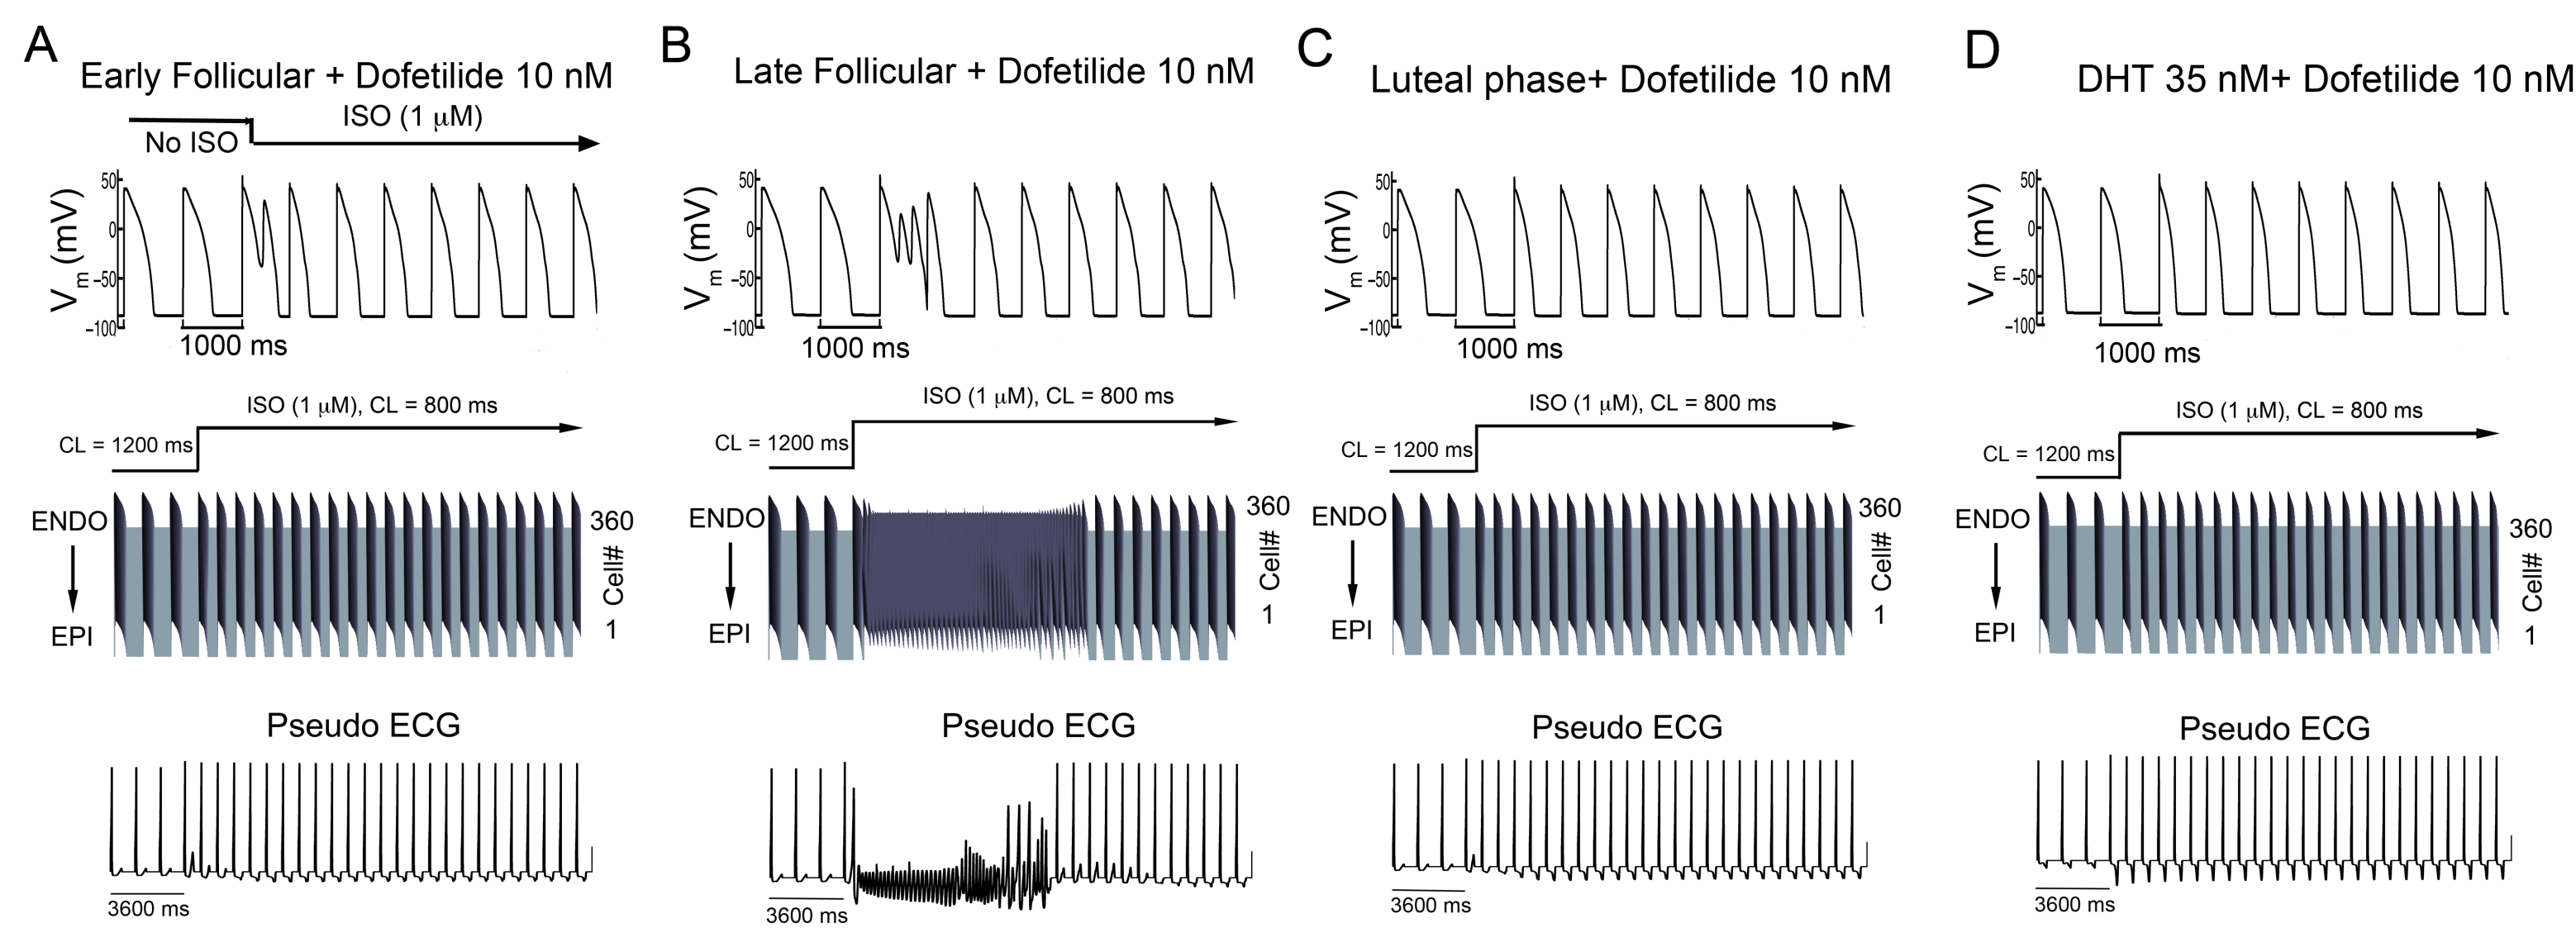 A
Early Follicular + Dofetilide 10 nM
No ISO
ISO (1 μM)
Vm (mV)
50
0
−50
−100
1000 ms
CL = 1200 ms
ISO (1 μM), CL = 800 ms
ENDO
EPI
360
Cell#
1
Pseudo ECG
3600 ms
B
Late Follicular + Dofetilide 10 nM
Vm (mV)
50
0
−50
−100
1000 ms
CL = 1200 ms
ISO (1 μM), CL = 800 ms
ENDO
EPI
360
Cell#
1
Pseudo ECG
3600 ms
C
Luteal phase+ Dofetilide 10 nM
Vm (mV)
50
0
−50
−100
1000 ms
CL = 1200 ms
ISO (1 μM), CL = 800 ms
ENDO
EPI
360
Cell#
1
Pseudo ECG
3600 ms
D
DHT 35 nM+ Dofetilide 10 nM
Vm (mV)
50
0
−50
−100
1000 ms
CL = 1200 ms
ISO (1 μM), CL = 800 ms
ENDO
EPI
360
Cell#
1
Pseudo ECG
3600 ms